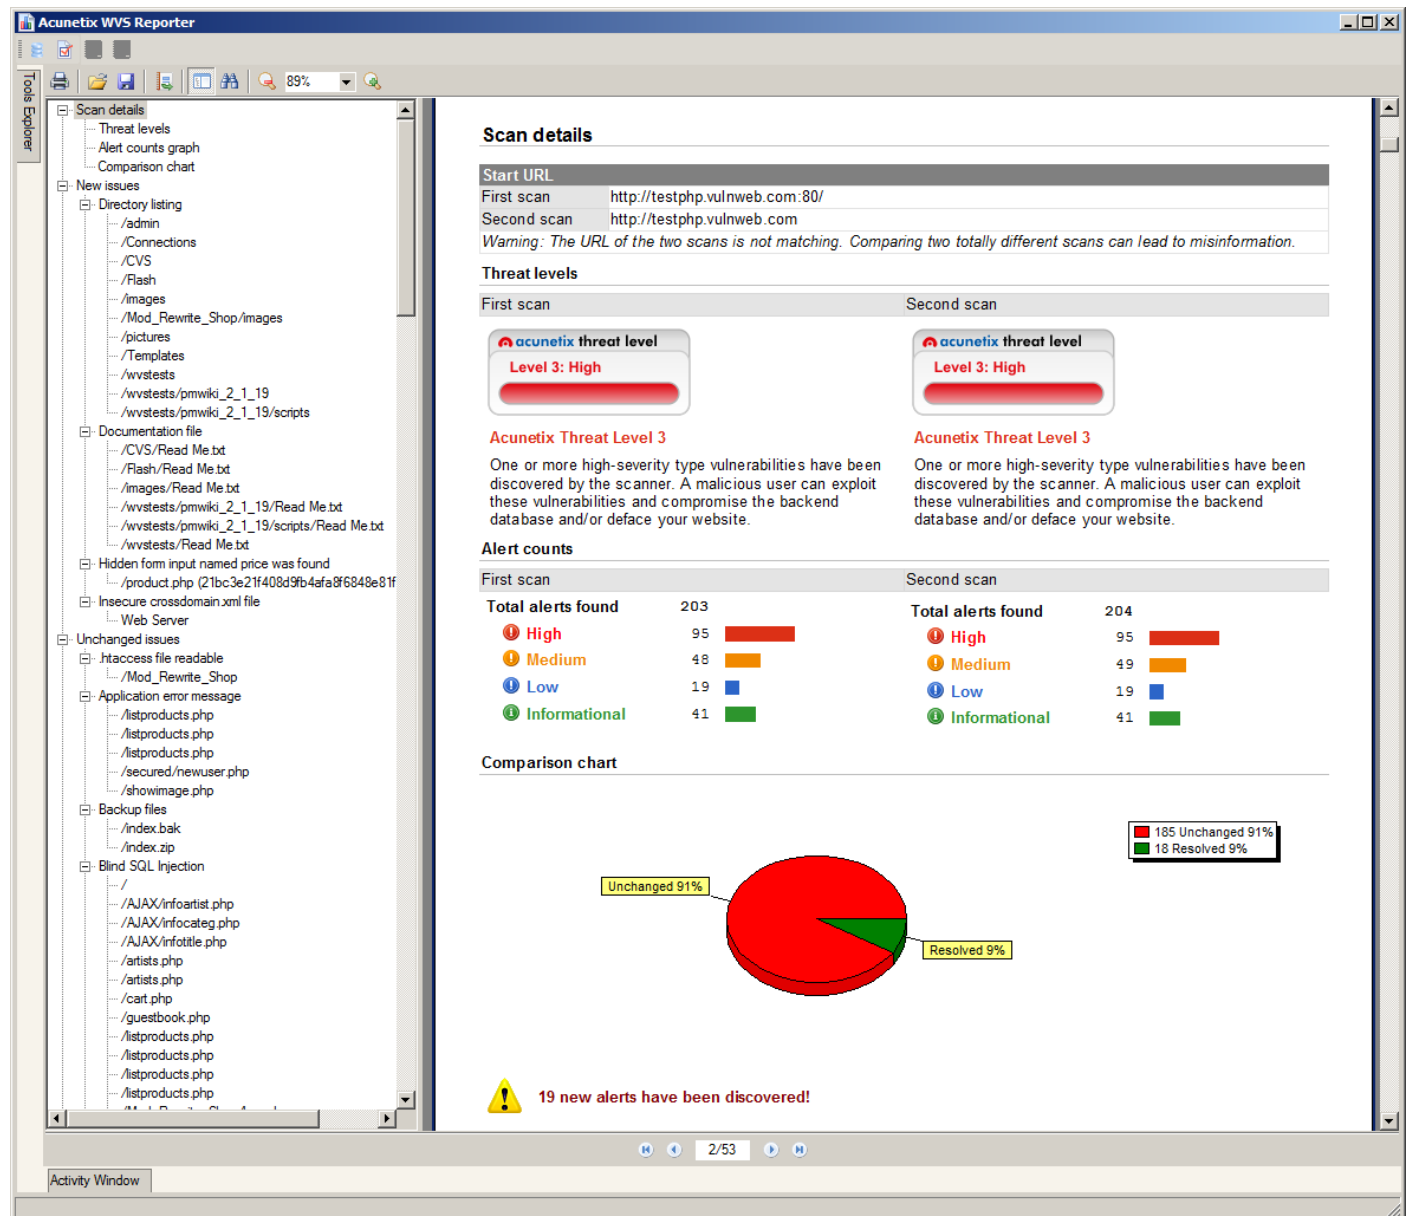 Acunetix WVS Reporter
89%
Tools Explorer
Scan details
Threat levels
Alert counts graph
Comparison chart
New issues
Directory listing
/admin
/Connections
/CVS
/Flash
/images
/Mod_Rewrite_Shop/images
/pictures
/Templates
/wvstests
/wvstests/pmwiki_2_1_19
/wvstests/pmwiki_2_1_19/scripts
Documentation file
/CVS/Read Me.txt
/Flash/Read Me.txt
/images/Read Me.txt
/wvstests/pmwiki_2_1_19/Read Me.txt
/wvstests/pmwiki_2_1_19/scripts/Read Me.txt
/wvstests/Read Me.txt
Hidden form input named price was found
/product.php (21bc3e21f408d9fb4afa8f6848e81f
Insecure crossdomain.xml file
Web Server
Unchanged issues
.htaccess file readable
/Mod_Rewrite_Shop
Application error message
/listproducts.php
/listproducts.php
/listproducts.php
/secured/newuser.php
/showimage.php
Backup files
/index.bak
/index.zip
Blind SQL Injection
/
/AJAX/infoartist.php
/AJAX/infocateg.php
/AJAX/infotitle.php
/artists.php
/artists.php
/cart.php
/guestbook.php
/listproducts.php
/listproducts.php
/listproducts.php
/listproducts.php
Scan details
Start URL
First scan http://testphp.vulnweb.com:80/
Second scan http://testphp.vulnweb.com
Warning: The URL of the two scans is not matching. Comparing two totally different scans can lead to misinformation.
Threat levels
First scan Second scan
acunetix threat level acunetix threat level
Level 3: High Level 3: High
Acunetix Threat Level 3 Acunetix Threat Level 3
One or more high-severity type vulnerabilities have been One or more high-severity type vulnerabilities have been
discovered by the scanner. A malicious user can exploit discovered by the scanner. A malicious user can exploit
these vulnerabilities and compromise the backend these vulnerabilities and compromise the backend
database and/or deface your website. database and/or deface your website.
Alert counts
First scan Second scan
Total alerts found 203 Total alerts found 204
High 95 High 95
Medium 48 Medium 49
Low 19 Low 19
Informational 41 Informational 41
Comparison chart
185 Unchanged 91%
18 Resolved 9%
Unchanged 91%
Resolved 9%
19 new alerts have been discovered!
2/53
Activity Window